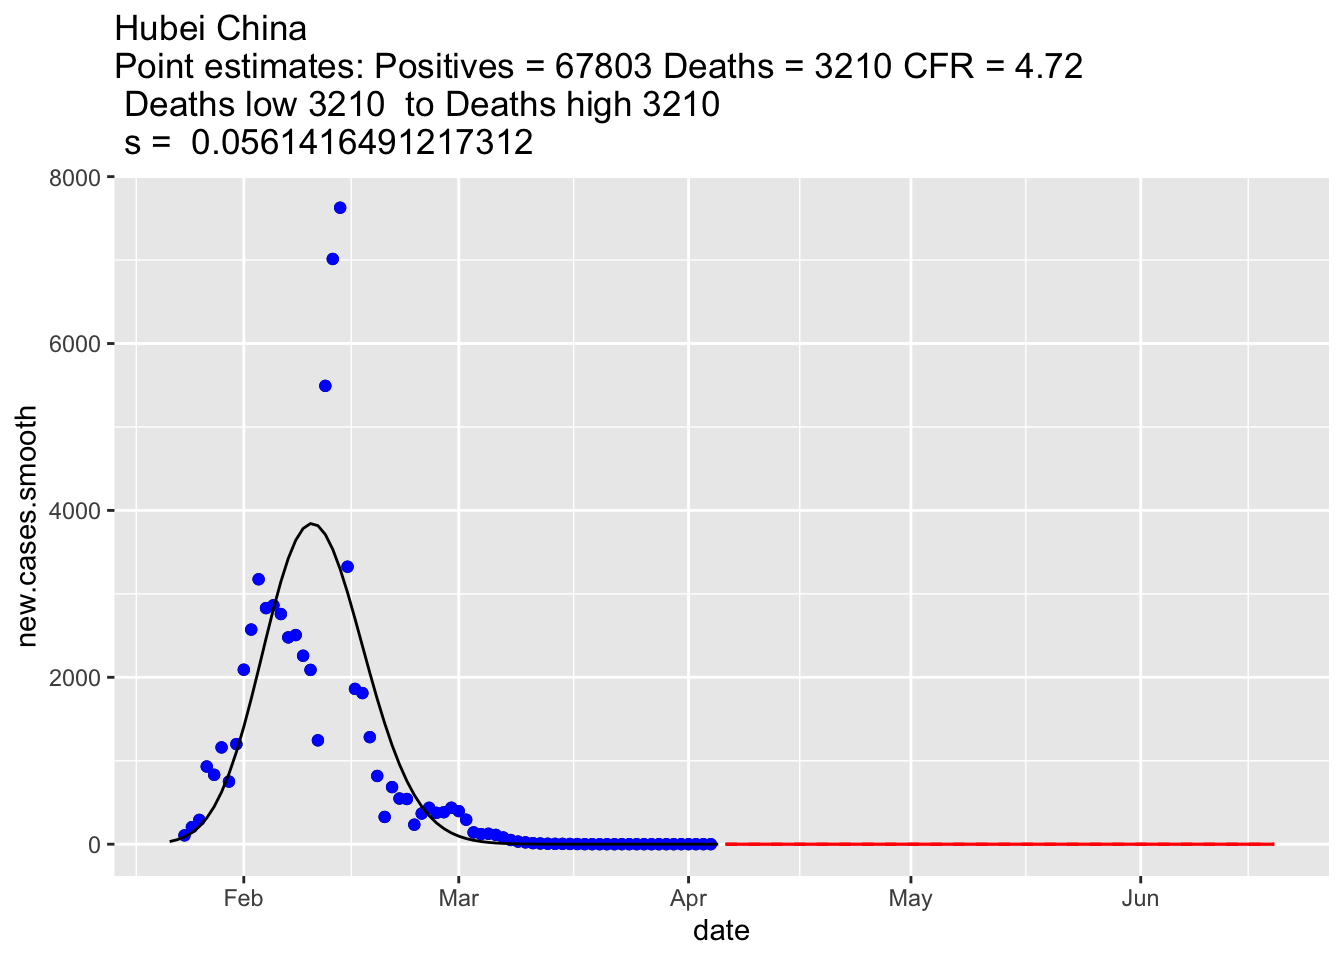 Hubei China
Point estimates: Positives = 67803 Deaths = 3210 CFR = 4.72
Deaths low 3210  to Deaths high 3210
s =  0.0561416491217312
8000
6000
4000
2000
0
new.cases.smooth
Feb Mar Apr May Jun
date